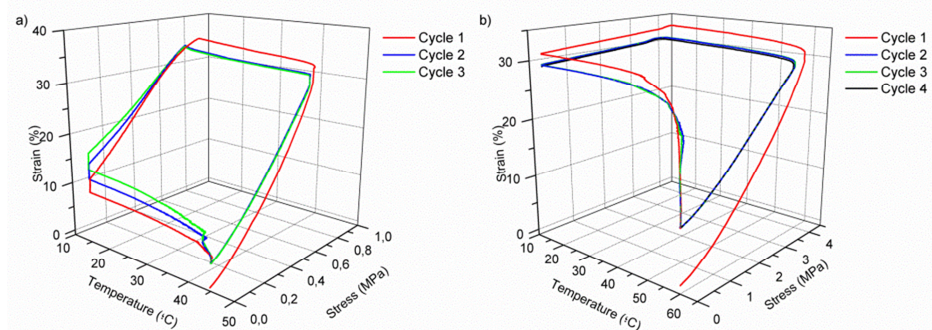 a)
40
30
20
10
0
Strain (%)
10
20
30
40
50
Temperature (°C)
0,0
0,2
0,4
0,6
0,8
1,0
Stress (MPa)
Cycle 1
Cycle 2
Cycle 3
b)
30
20
10
0
Strain (%)
10
20
30
40
50
60
Temperature (°C)
0
1
2
3
4
Stress (MPa)
Cycle 1
Cycle 2
Cycle 3
Cycle 4